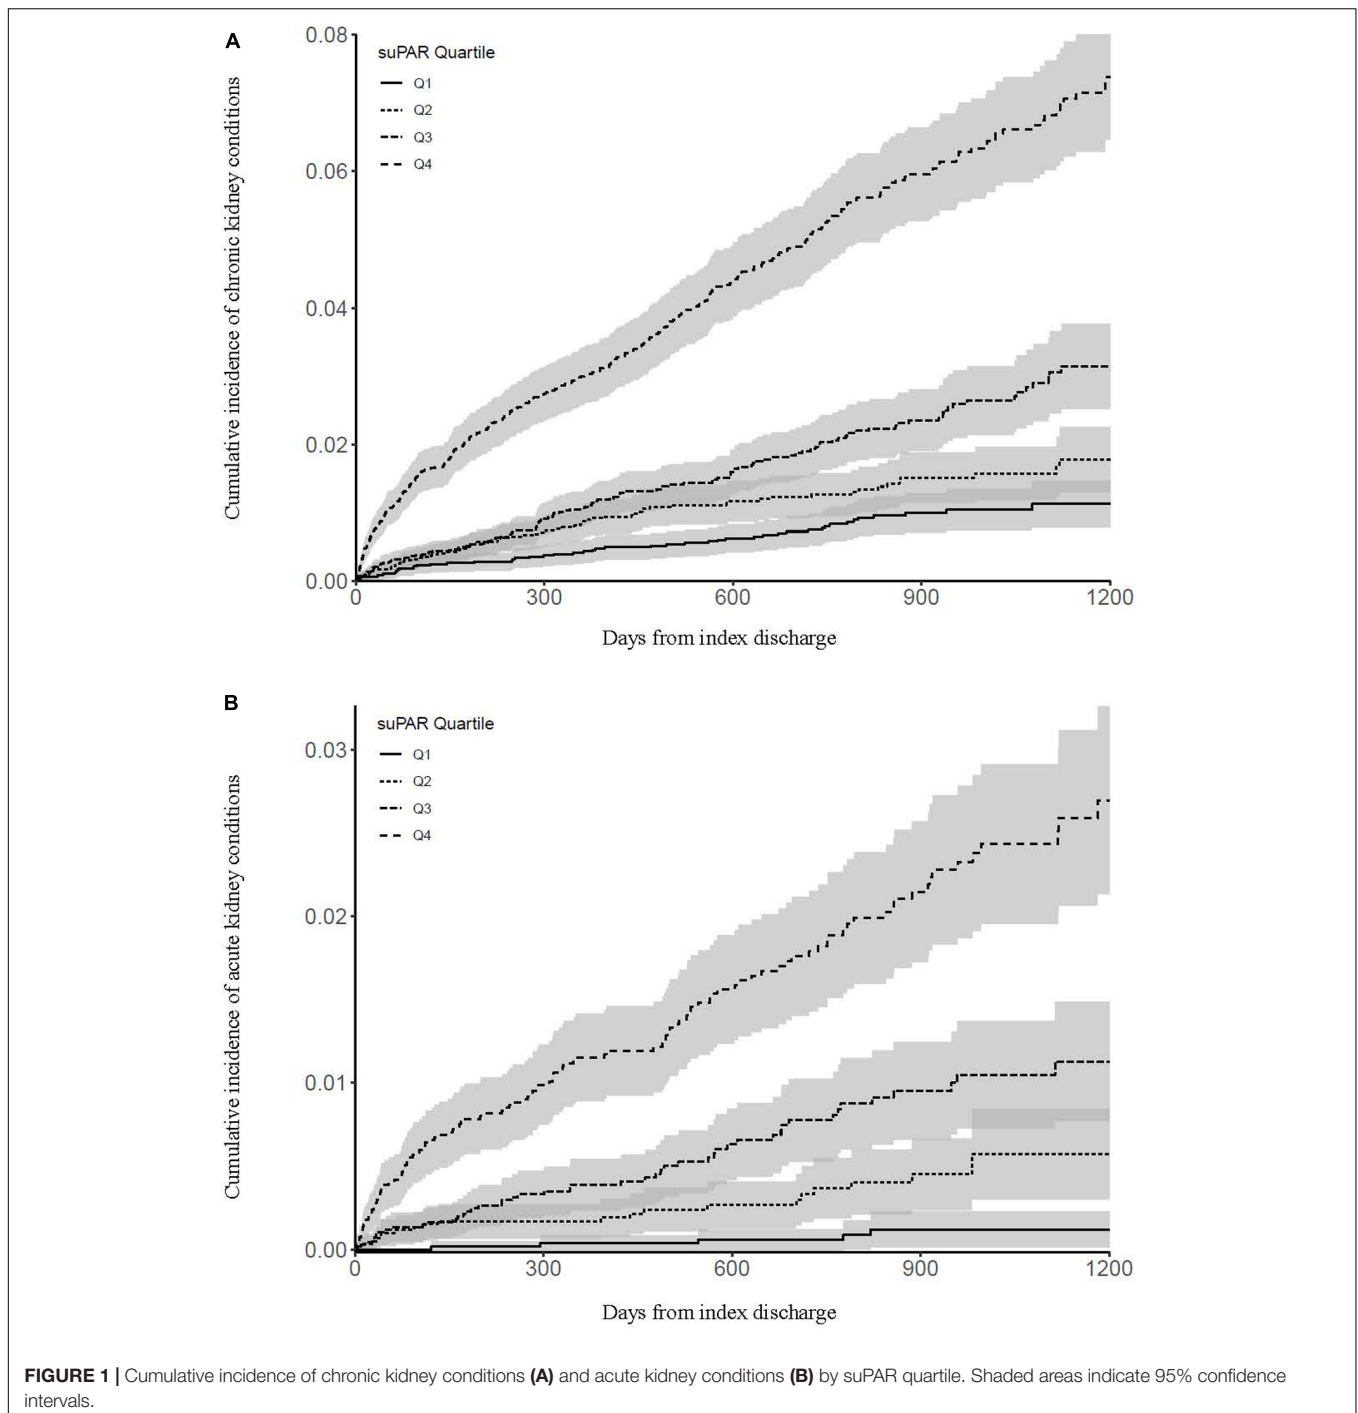 A
suPAR Quartile
Q1
Q2
Q3
Q4
Cumulative incidence of chronic kidney conditions
0.08
0.06
0.04
0.02
0.00
0 300 600 900 1200
Days from index discharge
B
suPAR Quartile
Q1
Q2
Q3
Q4
Cumulative incidence of acute kidney conditions
0.03
0.02
0.01
0.00
0 300 600 900 1200
Days from index discharge
FIGURE 1 | Cumulative incidence of chronic kidney conditions (A) and acute kidney conditions (B) by suPAR quartile. Shaded areas indicate 95% confidence
intervals.